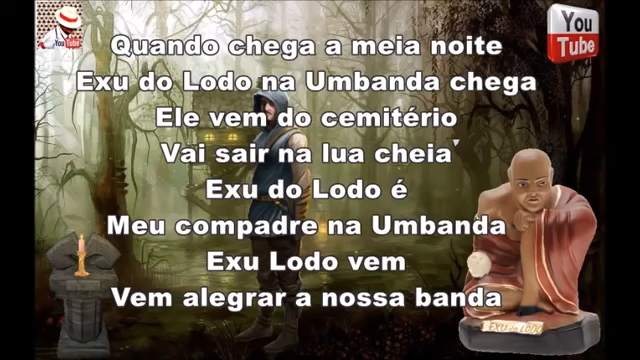 You
Tube
YouTube
Quando chega a meia noite
Exu do Lodo na Umbanda chega
Ele vem do cemitério
Vai sair na lua cheia
Exu do Lodo é
Meu compadre na Umbanda
Exu Lodo vem
Vem alegrar a nossa banda
EXU do LODO